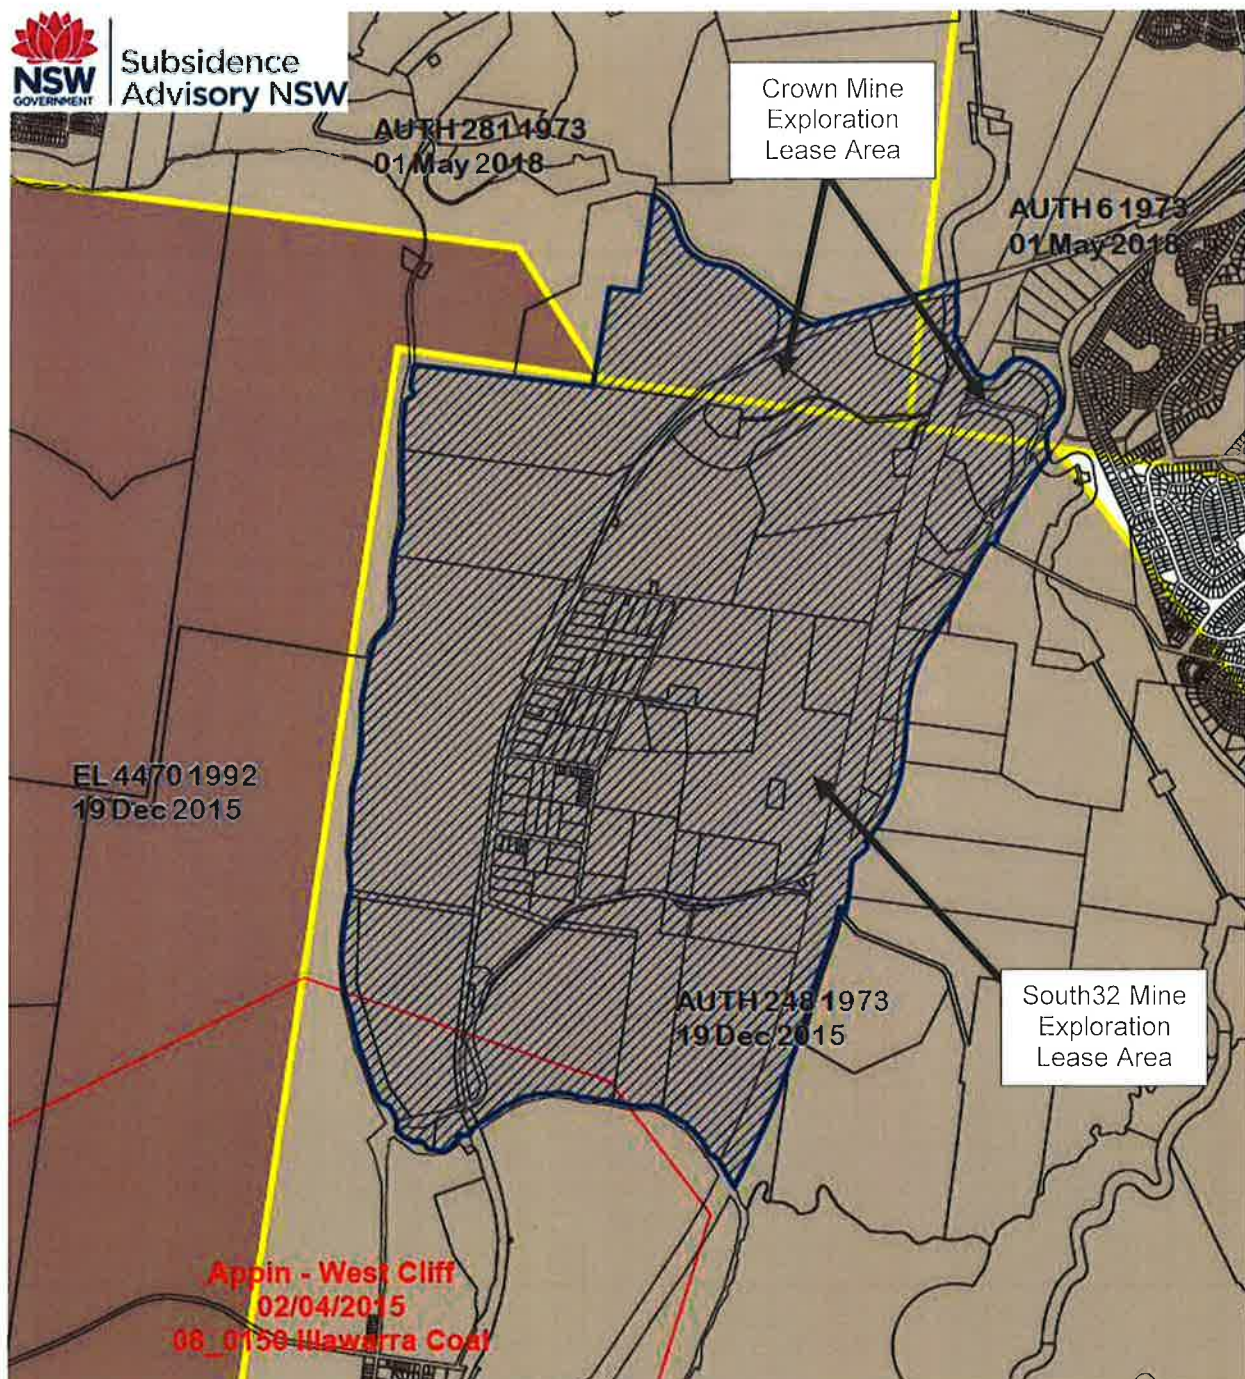 NSW
GOVERNMENT
Subsidence
Advisory NSW
AUTH 281 1973
01 May 2018
Crown Mine
Exploration
Lease Area
AUTH 6 1973
01 May 2018
EL 4470 1992
19 Dec 2015
AUTH 248 1973
19 Dec 2015
South32 Mine
Exploration
Lease Area
Appin - West Cliff
02/04/2015
08_0150 Illawarra Coal